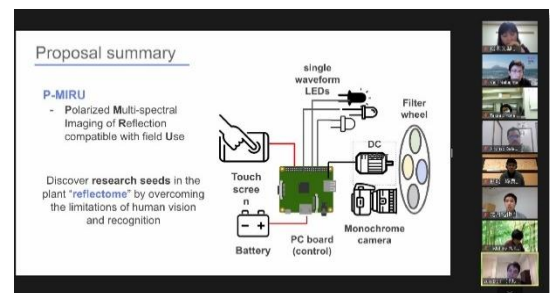 Proposal summary
P-MIRU
- Polarized Multi-spectral
Imaging of Reflection
compatible with field Use
Discover research seeds in the
plant "reflectome" by overcoming
the limitations of human vision
and recognition
single
waveform
LEDs
Filter
wheel
DC
Touch
scree
n
Battery
- +
PC board
(control)
Monochrome
camera